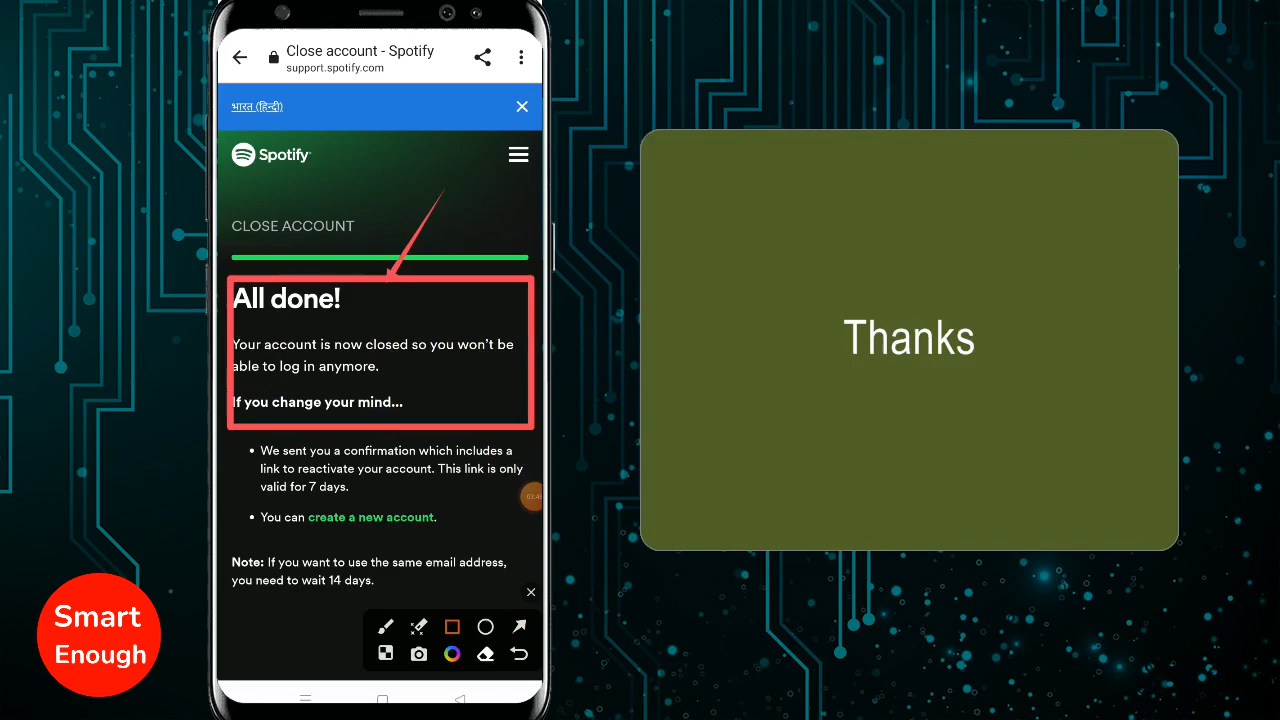 Close account - Spotify
support.spotify.com
भारत (हिन्दी)
Spotify
CLOSE ACCOUNT
All done!
Your account is now closed so you won't be
able to log in anymore.
If you change your mind...
• We sent you a confirmation which includes a
link to reactivate your account. This link is only
valid for 7 days.
• You can create a new account.
Note: If you want to use the same email address,
you need to wait 14 days.
Thanks
Smart
Enough